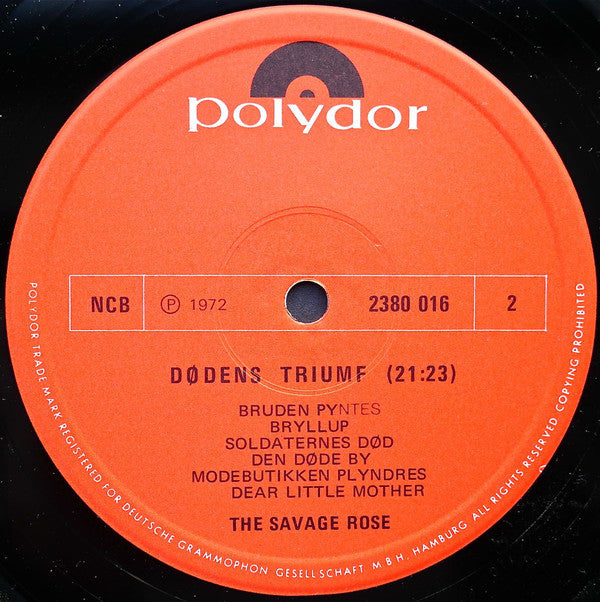 polydor
NCB
Ⓟ 1972
2380 016
2
DØDENS TRIUMF (21:23)
BRUDEN PYNTES
BRYLLUP
SOLDATERNES DØD
DEN DØDE BY
MODEBUTIKKEN PLYNDRES
DEAR LITTLE MOTHER
THE SAVAGE ROSE
POLYDOR TRADE MARK REGISTERED FOR DEUTSCHE GRAMMOPHON GESELLSCHAFT M B H. HAMBURG ALL RIGHTS RESERVED COPYING PROHIBITED